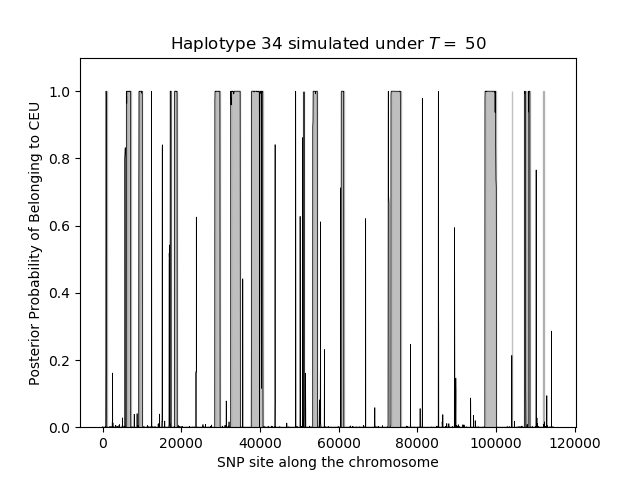 Haplotype 34 simulated under T = 50
Posterior Probability of Belonging to CEU
1.0
0.8
0.6
0.4
0.2
0.0
0 20000 40000 60000 80000 100000 120000
SNP site along the chromosome